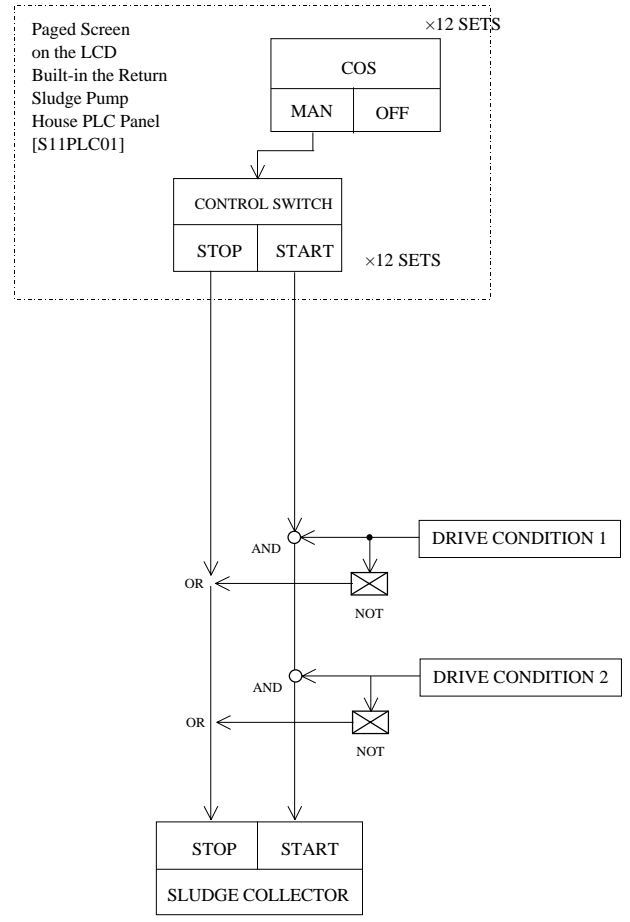 Paged Screen
on the LCD
Built-in the Return
Sludge Pump
House PLC Panel
[S11PLC01]
×12 SETS
COS
MAN OFF
CONTROL SWITCH
STOP START
×12 SETS
AND
DRIVE CONDITION 1
OR
NOT
AND
DRIVE CONDITION 2
OR
NOT
STOP START
SLUDGE COLLECTOR